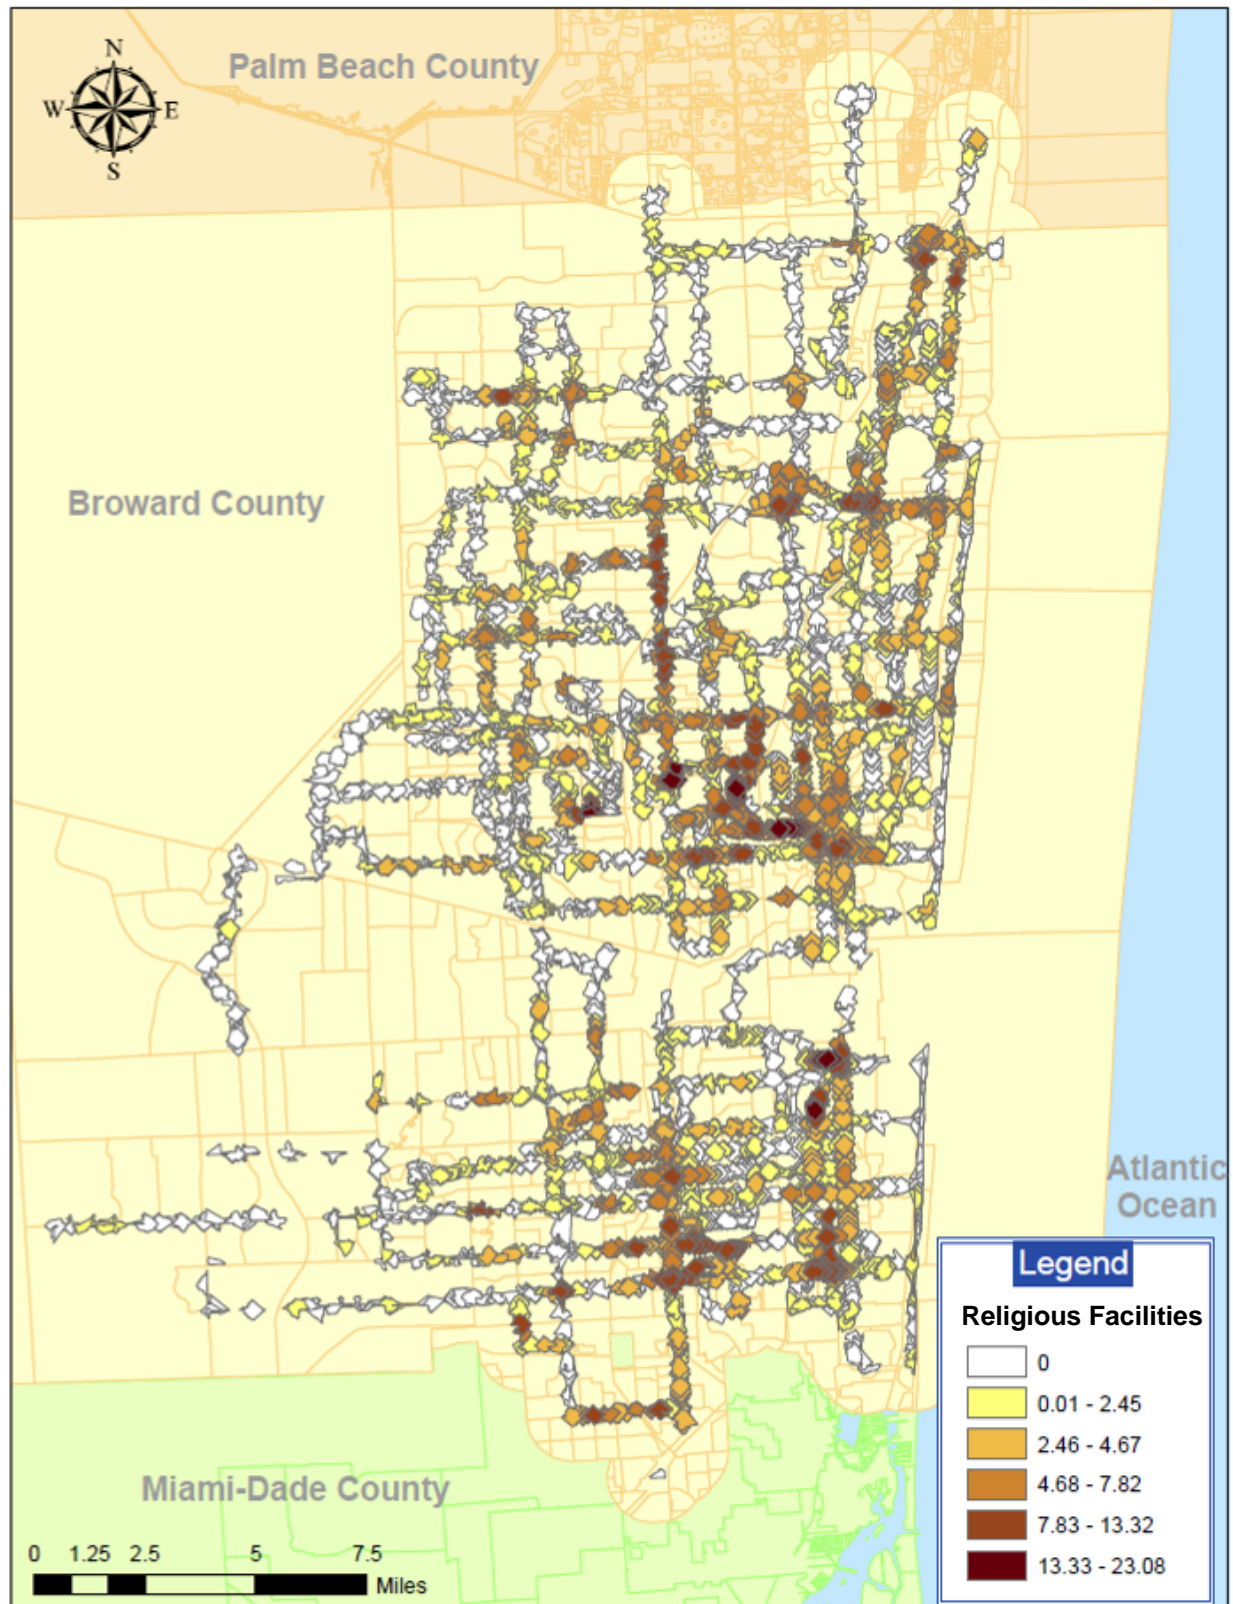 Palm Beach County
N
W
E
S
Broward County
Atlantic
Ocean
Legend
Religious Facilities
0
0.01 - 2.45
2.46 - 4.67
4.68 - 7.82
7.83 - 13.32
13.33 - 23.08
Miami-Dade County
0 1.25 2.5 5 7.5
Miles